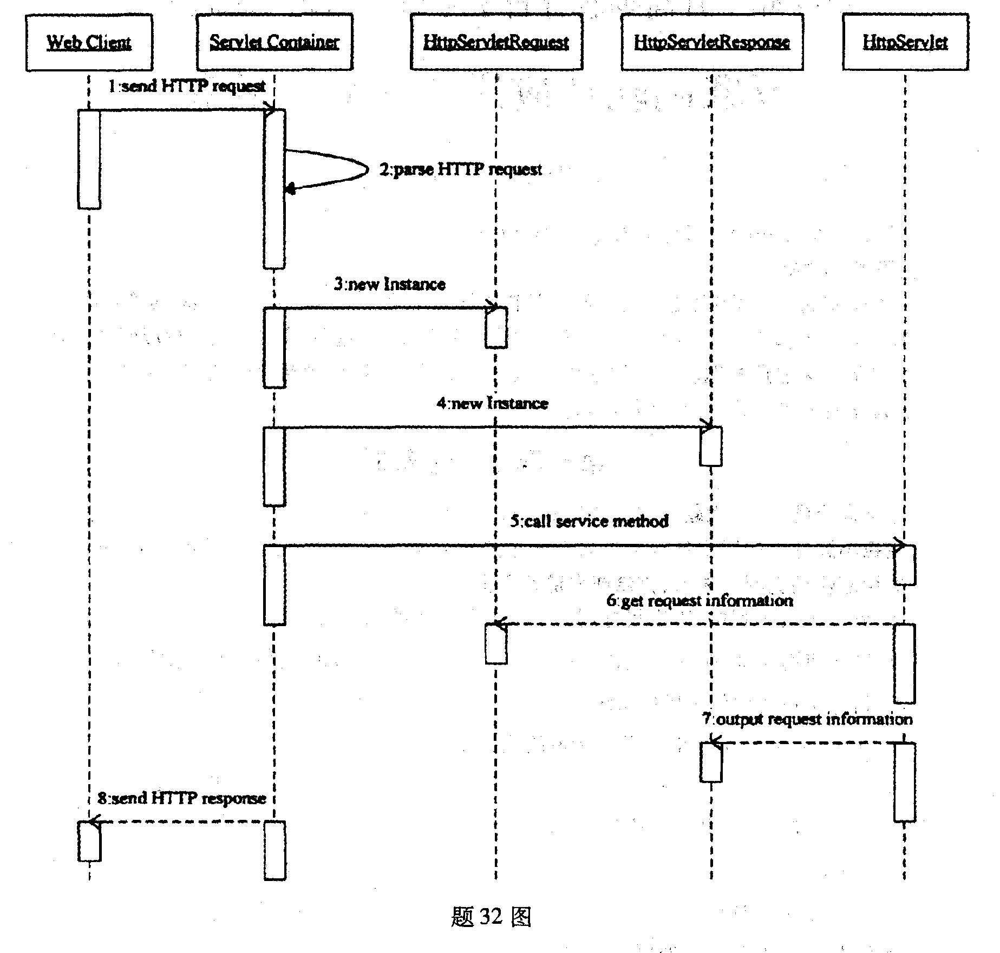 Web Client
Servlet Container
HttpServletRequest
HttpServletResponse
HttpServlet
1:send HTTP request
2:parse HTTP request
3:new Instance
4:new Instance
5:call service method
6:get request information
7:output request information
8:send HTTP response
题 32 图